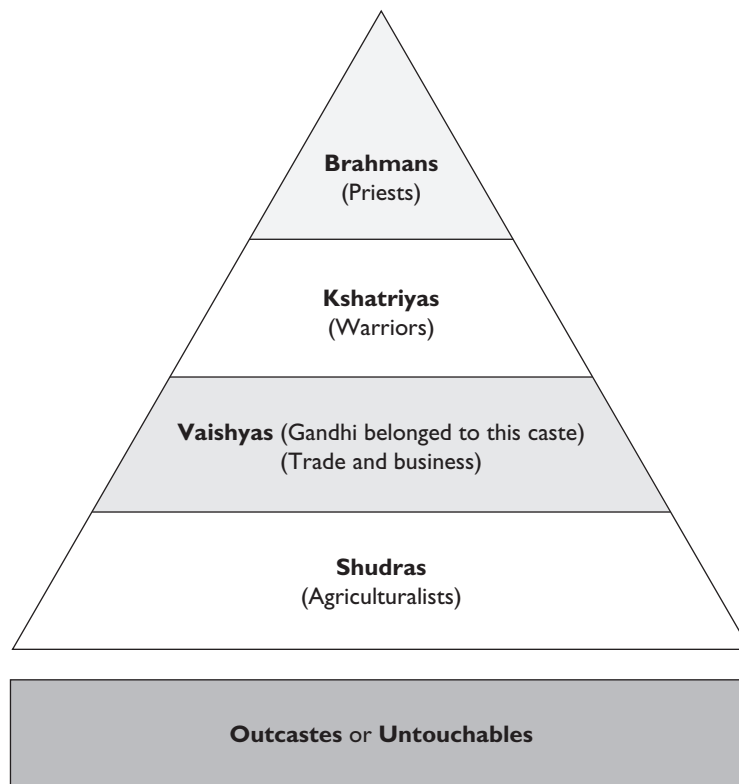 Brahmans
(Priests)
Kshatriyas
(Warriors)
Vaishyas (Gandhi belonged to this caste)
(Trade and business)
Shudras
(Agriculturalists)
Outcastes or Untouchables